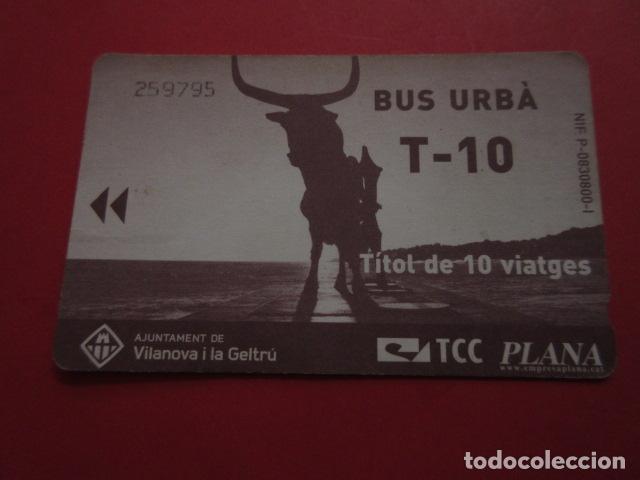 259795
BUS URBÀ
T-10
NIF. P-0830800-I
Títol de 10 viatges
AJUNTAMENT DE
Vilanova i la Geltrú
TCC PLANA
www.empresaplana.cat
todocoleccion.net